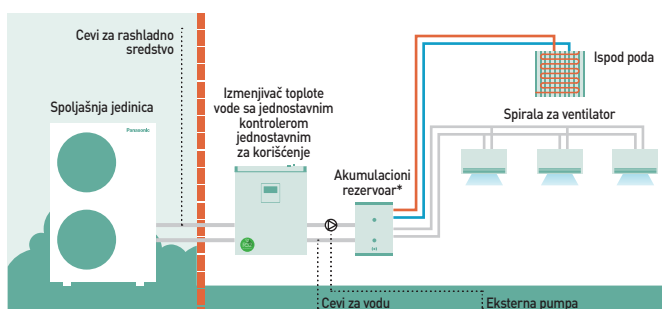 Cevi za rashladno
sredstvo
Spoljašnja jedinica
Panasonic
Izmenjivač toplote
vode sa jednostavnim
kontrolerom
jednostavnim
za korišćenje
Akumulacioni
rezervoar*
Ispod poda
Spirala za ventilator
Cevi za vodu
Eksterna pumpa